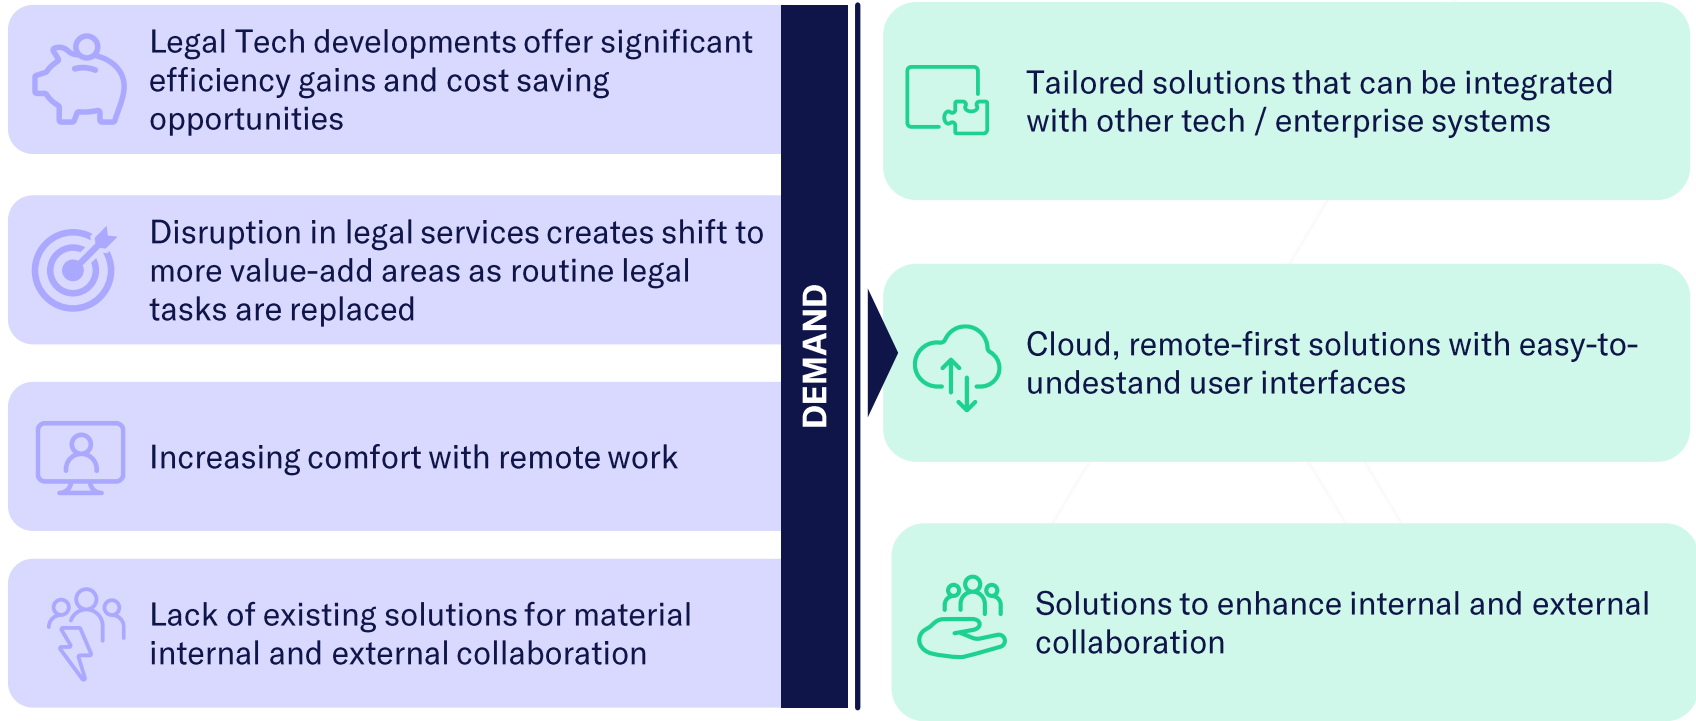 Legal Tech developments offer significant
efficiency gains and cost saving
opportunities
Disruption in legal services creates shift to
more value-add areas as routine legal
tasks are replaced
Increasing comfort with remote work
Lack of existing solutions for material
internal and external collaboration
DEMAND
Tailored solutions that can be integrated
with other tech / enterprise systems
Cloud, remote-first solutions with easy-to-
undestand user interfaces
Solutions to enhance internal and external
collaboration